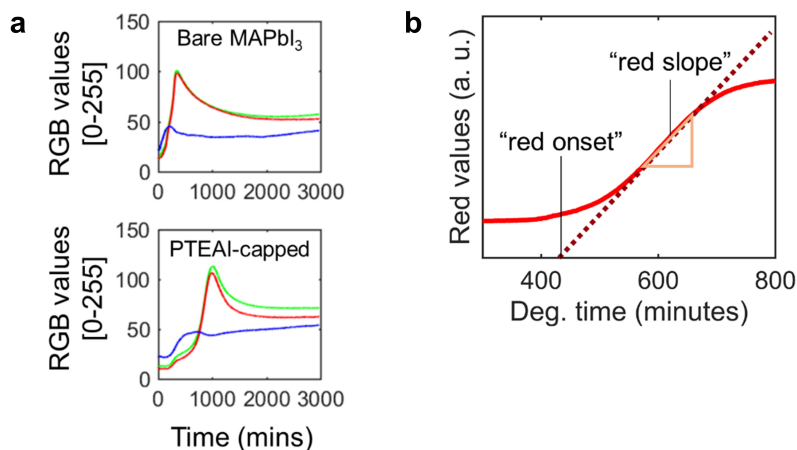 a
Bare MAPbI₃
RGB values
[0-255]
150
100
50
0
0 1000 2000 3000
PTEAI-capped
RGB values
[0-255]
150
100
50
0
0 1000 2000 3000
Time (mins)
b
Red values (a. u.)
“red slope”
“red onset”
400 600 800
Deg. time (minutes)